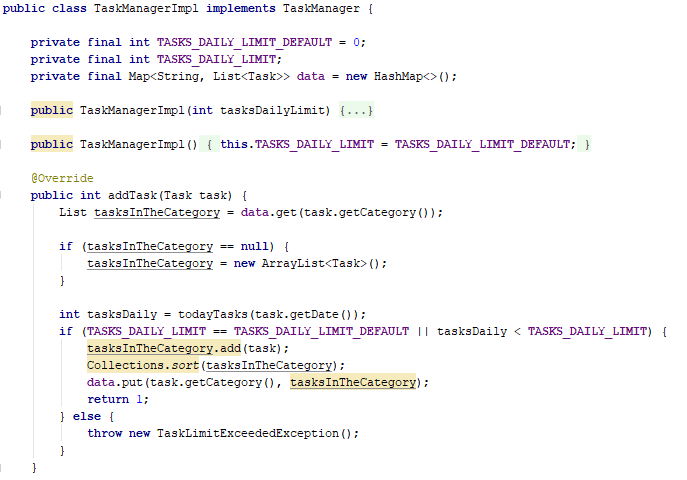 public class TaskManagerImpl implements TaskManager {
private final int TASKS_DAILY_LIMIT_DEFAULT = 0;
private final int TASKS_DAILY_LIMIT;
private final Map<String, List<Task>> data = new HashMap<>();
public TaskManagerImpl(int tasksDailyLimit) {...}
public TaskManagerImpl() { this.TASKS_DAILY_LIMIT = TASKS_DAILY_LIMIT_DEFAULT; }
@Override
public int addTask(Task task) {
List tasksInTheCategory = data.get(task.getCategory());
if (tasksInTheCategory == null) {
tasksInTheCategory = new ArrayList<Task>();
}
int tasksDaily = todayTasks(task.getDate());
if (TASKS_DAILY_LIMIT == TASKS_DAILY_LIMIT_DEFAULT || tasksDaily < TASKS_DAILY_LIMIT) {
tasksInTheCategory.add(task);
Collections.sort(tasksInTheCategory);
data.put(task.getCategory(), tasksInTheCategory);
return 1;
} else {
throw new TaskLimitExceededException();
}
}